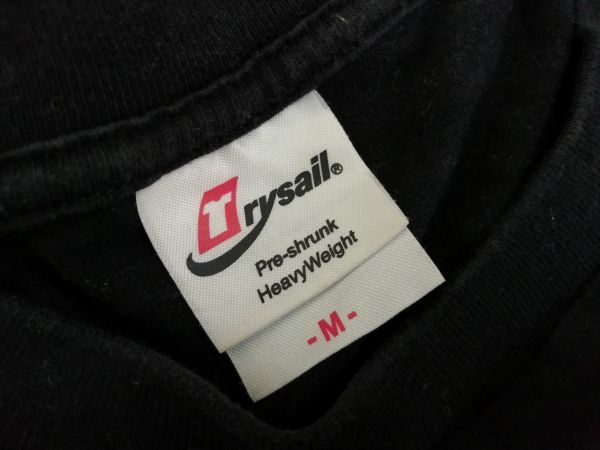 Trysail®
Pre-shrunk
HeavyWeight
- M -